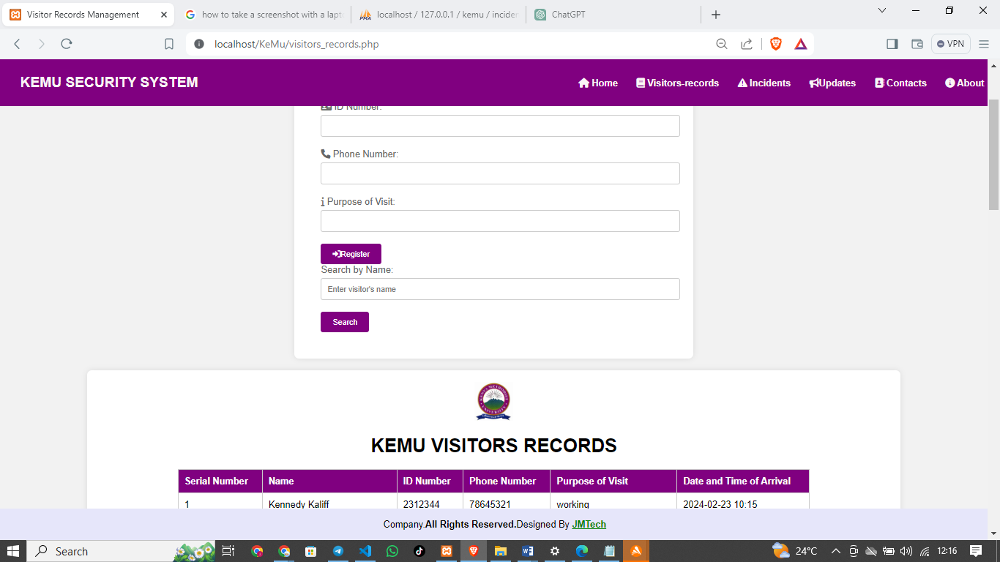 Visitor Records Management
how to take a screenshot with a lapt
localhost / 127.0.0.1 / kemu / inciden
ChatGPT
localhost/KeMu/visitors_records.php
VPN
KEMU SECURITY SYSTEM
Home Visitors-records Incidents Updates Contacts About
ID Number:
Phone Number:
Purpose of Visit:
Register
Search by Name:
Enter visitor's name
Search
KEMU VISITORS RECORDS
Serial Number Name ID Number Phone Number Purpose of Visit Date and Time of Arrival
1 Kennedy Kaliff 2312344 78645321 working 2024-02-23 10:15
Company.All Rights Reserved.Designed By JMTech
Search 24°C 12:16